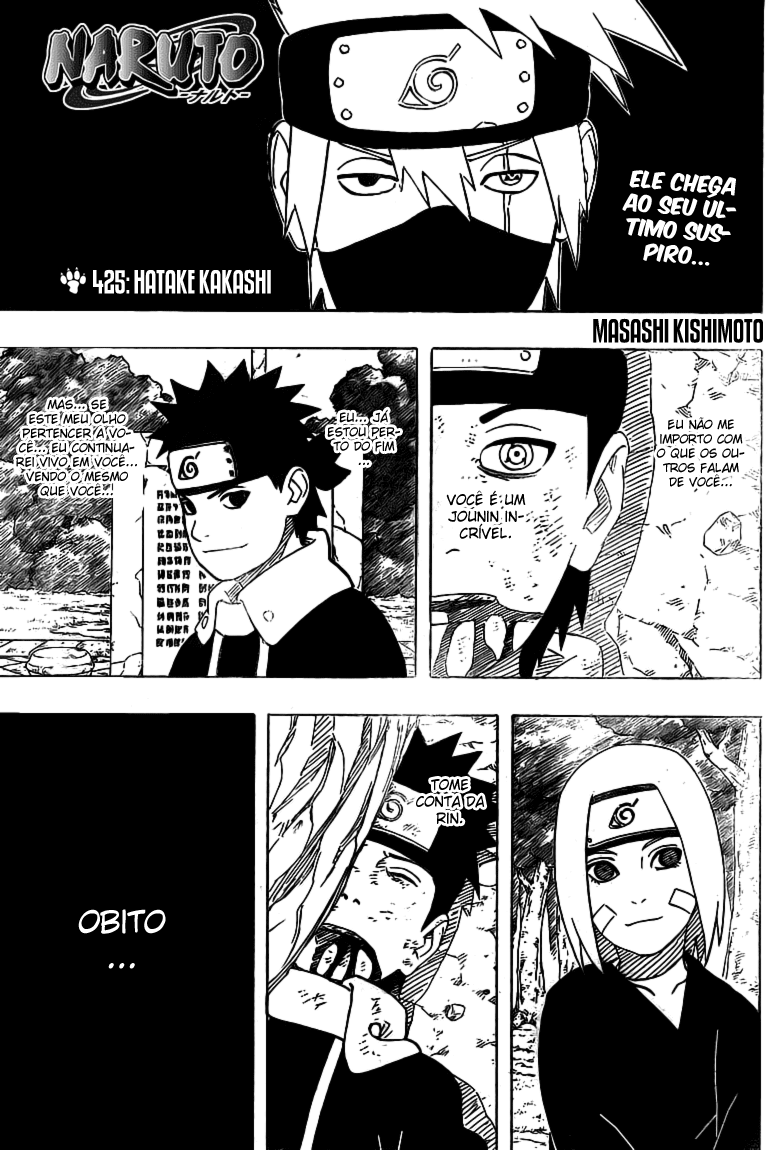 NARUTO
ーナルトー
ELE CHEGA
AO SEU ÚL-
TIMO SUS-
PIRO...
425: HATAKE KAKASHI
MASASHI KISHIMOTO
EU NÃO ME
IMPORTO COM
O QUE OS OU-
TROS FALAM
DE VOCÊ...
VOCÊ É UM
JOUNIN IN-
CRÍVEL.
EU... JÁ
ESTOU PER-
TO DO FIM
...
MAS... SE
ESTE MEU OLHO
PERTENCER A VO-
CÊ... EU CONTINUA-
REI VIVO EM VOCÊ...
VENDO O MESMO
QUE VOCÊ..!
TOME
CONTA DA
RIN.
OBITO
...